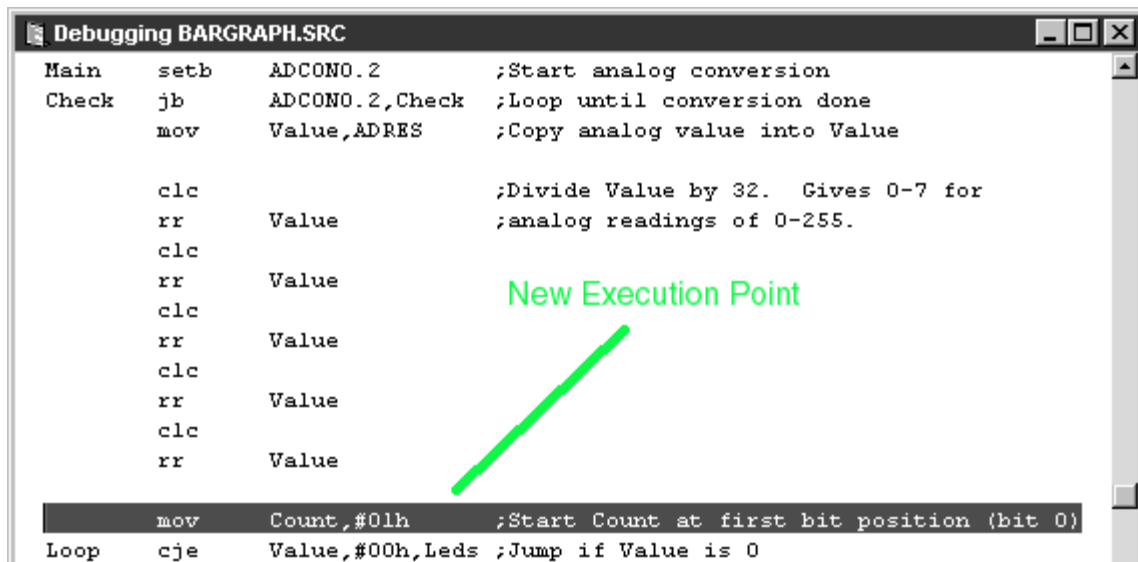 Debugging BARGRAPH.SRC
Main setb ADCON0.2 ;Start analog conversion
Check jb ADCON0.2,Check ;Loop until conversion done
mov Value,ADRES ;Copy analog value into Value
clc ;Divide Value by 32. Gives 0-7 for
rr Value ;analog readings of 0-255.
clc
rr Value
New Execution Point
clc
rr Value
clc
rr Value
clc
rr Value
mov Count,#01h ;Start Count at first bit position (bit 0)
Loop cje Value,#00h,Leds ;Jump if Value is 0